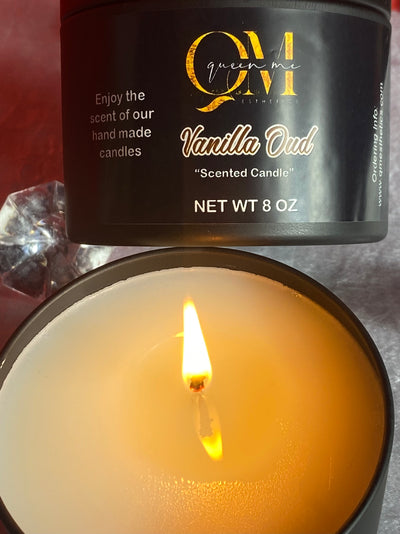 QM
queen me
ESTHETICS
Enjoy the
scent of our
hand made
candles
Vanilla Oud
"Scented Candle"
NET WT 8 OZ
Ordering Info
www.qmesthetics.com